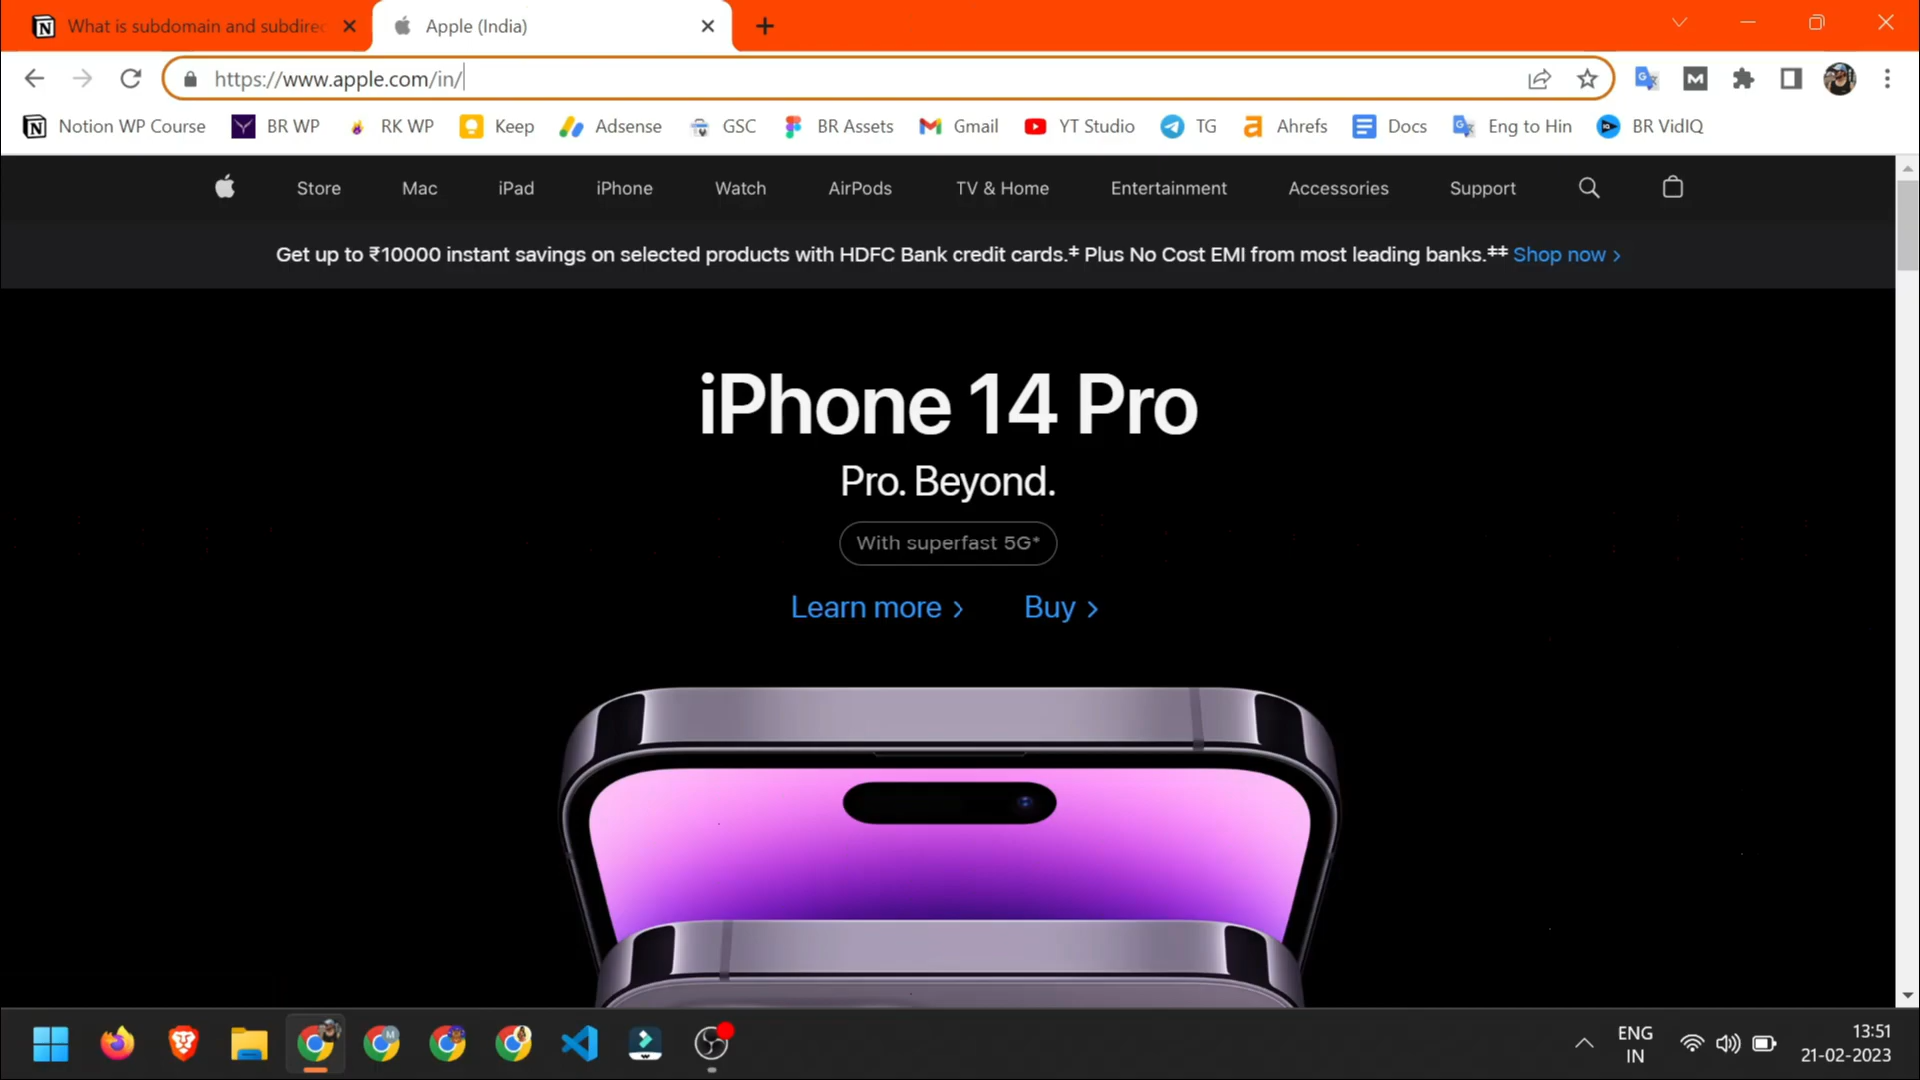 What is subdomain and subdirec
Apple (India)
https://www.apple.com/in/
Notion WP Course BR WP RK WP Keep Adsense GSC BR Assets Gmail YT Studio TG Ahrefs Docs Eng to Hin BR VidIQ
Store Mac iPad iPhone Watch AirPods TV & Home Entertainment Accessories Support
Get up to ₹10000 instant savings on selected products with HDFC Bank credit cards.‡ Plus No Cost EMI from most leading banks.‡‡ Shop now >
iPhone 14 Pro
Pro. Beyond.
With superfast 5G*
Learn more > Buy >
ENG
IN
13:51
21-02-2023